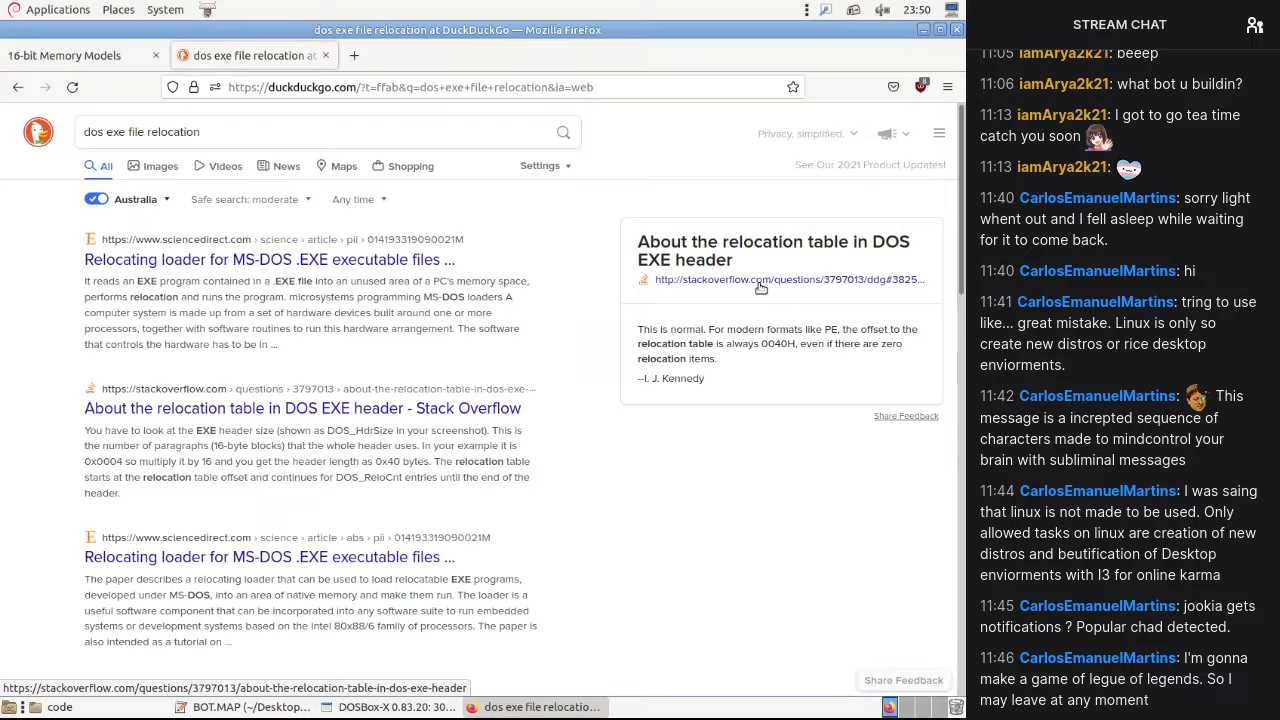 Applications Places System
23:50
dos exe file relocation at DuckDuckGo — Mozilla Firefox
16-bit Memory Models
dos exe file relocation at
https://duckduckgo.com/?t=ffab&q=dos+exe+file+relocation&ia=web
8
dos exe file relocation
Privacy, simplified.
All Images Videos News Maps Shopping Settings
See Our 2021 Product Updates!
Australia Safe search: moderate Any time
https://www.sciencedirect.com › science › article › pii › 014193319090021M
Relocating loader for MS-DOS .EXE executable files ...
It reads an EXE program contained in a .EXE file into an unused area of a PC's memory space,
performs relocation and runs the program. microsystems programming MS-DOS loaders A
computer system is made up from a set of hardware devices built around one or more
processors, together with software routines to run this hardware arrangement. The software
that controls the hardware has to be in ...
https://stackoverflow.com › questions › 3797013 › about-the-relocation-table-in-dos-exe-...
About the relocation table in DOS EXE header - Stack Overflow
You have to look at the EXE header size (shown as DOS_HdrSize in your screenshot). This is
the number of paragraphs (16-byte blocks) that the whole header uses. In your example it is
0x0004 so multiply it by 16 and you get the header length as 0x40 bytes. The relocation table
starts at the relocation table offset and continues for DOS_ReloCnt entries until the end of the
header.
https://www.sciencedirect.com › science › article › abs › pii › 014193319090021M
Relocating loader for MS-DOS .EXE executable files ...
The paper describes a relocating loader that can be used to load relocatable EXE programs,
developed under MS-DOS, into an area of native memory and make them run. The loader is a
useful software component that can be incorporated into any software suite to run embedded
systems or development systems based on the Intel 80x88/6 family of processors. The paper is
also intended as a tutorial on ...
About the relocation table in DOS
EXE header
http://stackoverflow.com/questions/3797013/ddg#3825...
This is normal. For modern formats like PE, the offset to the
relocation table is always 0040H, even if there are zero
relocation items.
--I. J. Kennedy
Share Feedback
Share Feedback
https://stackoverflow.com/questions/3797013/about-the-relocation-table-in-dos-exe-header
code
BOT.MAP (~/Desktop...
DOSBox-X 0.83.20: 30...
dos exe file relocatio...
STREAM CHAT
11:05 iamArya2k21: beeep
11:06 iamArya2k21: what bot u buildin?
11:13 iamArya2k21: I got to go tea time
catch you soon
11:13 iamArya2k21:
11:40 CarlosEmanuelMartins: sorry light
whent out and I fell asleep while waiting
for it to come back.
11:40 CarlosEmanuelMartins: hi
11:41 CarlosEmanuelMartins: tring to use
like... great mistake. Linux is only so
create new distros or rice desktop
enviorments.
11:42 CarlosEmanuelMartins: This
message is a increpted sequence of
characters made to mindcontrol your
brain with subliminal messages
11:44 CarlosEmanuelMartins: I was saing
that linux is not made to be used. Only
allowed tasks on linux are creation of new
distros and beutification of Desktop
enviorments with I3 for online karma
11:45 CarlosEmanuelMartins: jookia gets
notifications ? Popular chad detected.
11:46 CarlosEmanuelMartins: I'm gonna
make a game of legue of legends. So I
may leave at any moment